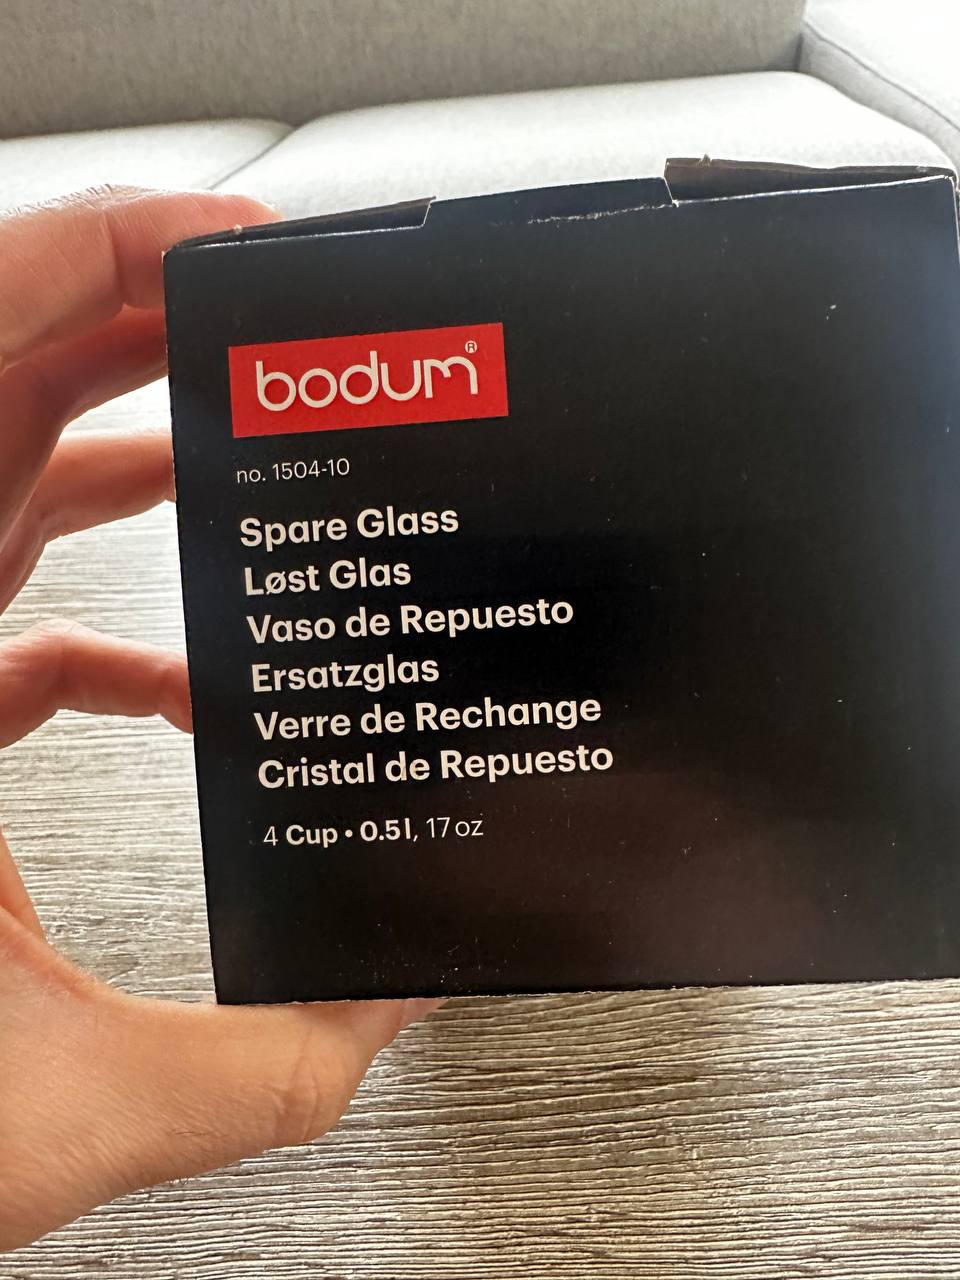 bodum®
no. 1504-10
Spare Glass
Løst Glas
Vaso de Repuesto
Ersatzglas
Verre de Rechange
Cristal de Repuesto
4 Cup • 0.5 l, 17 oz